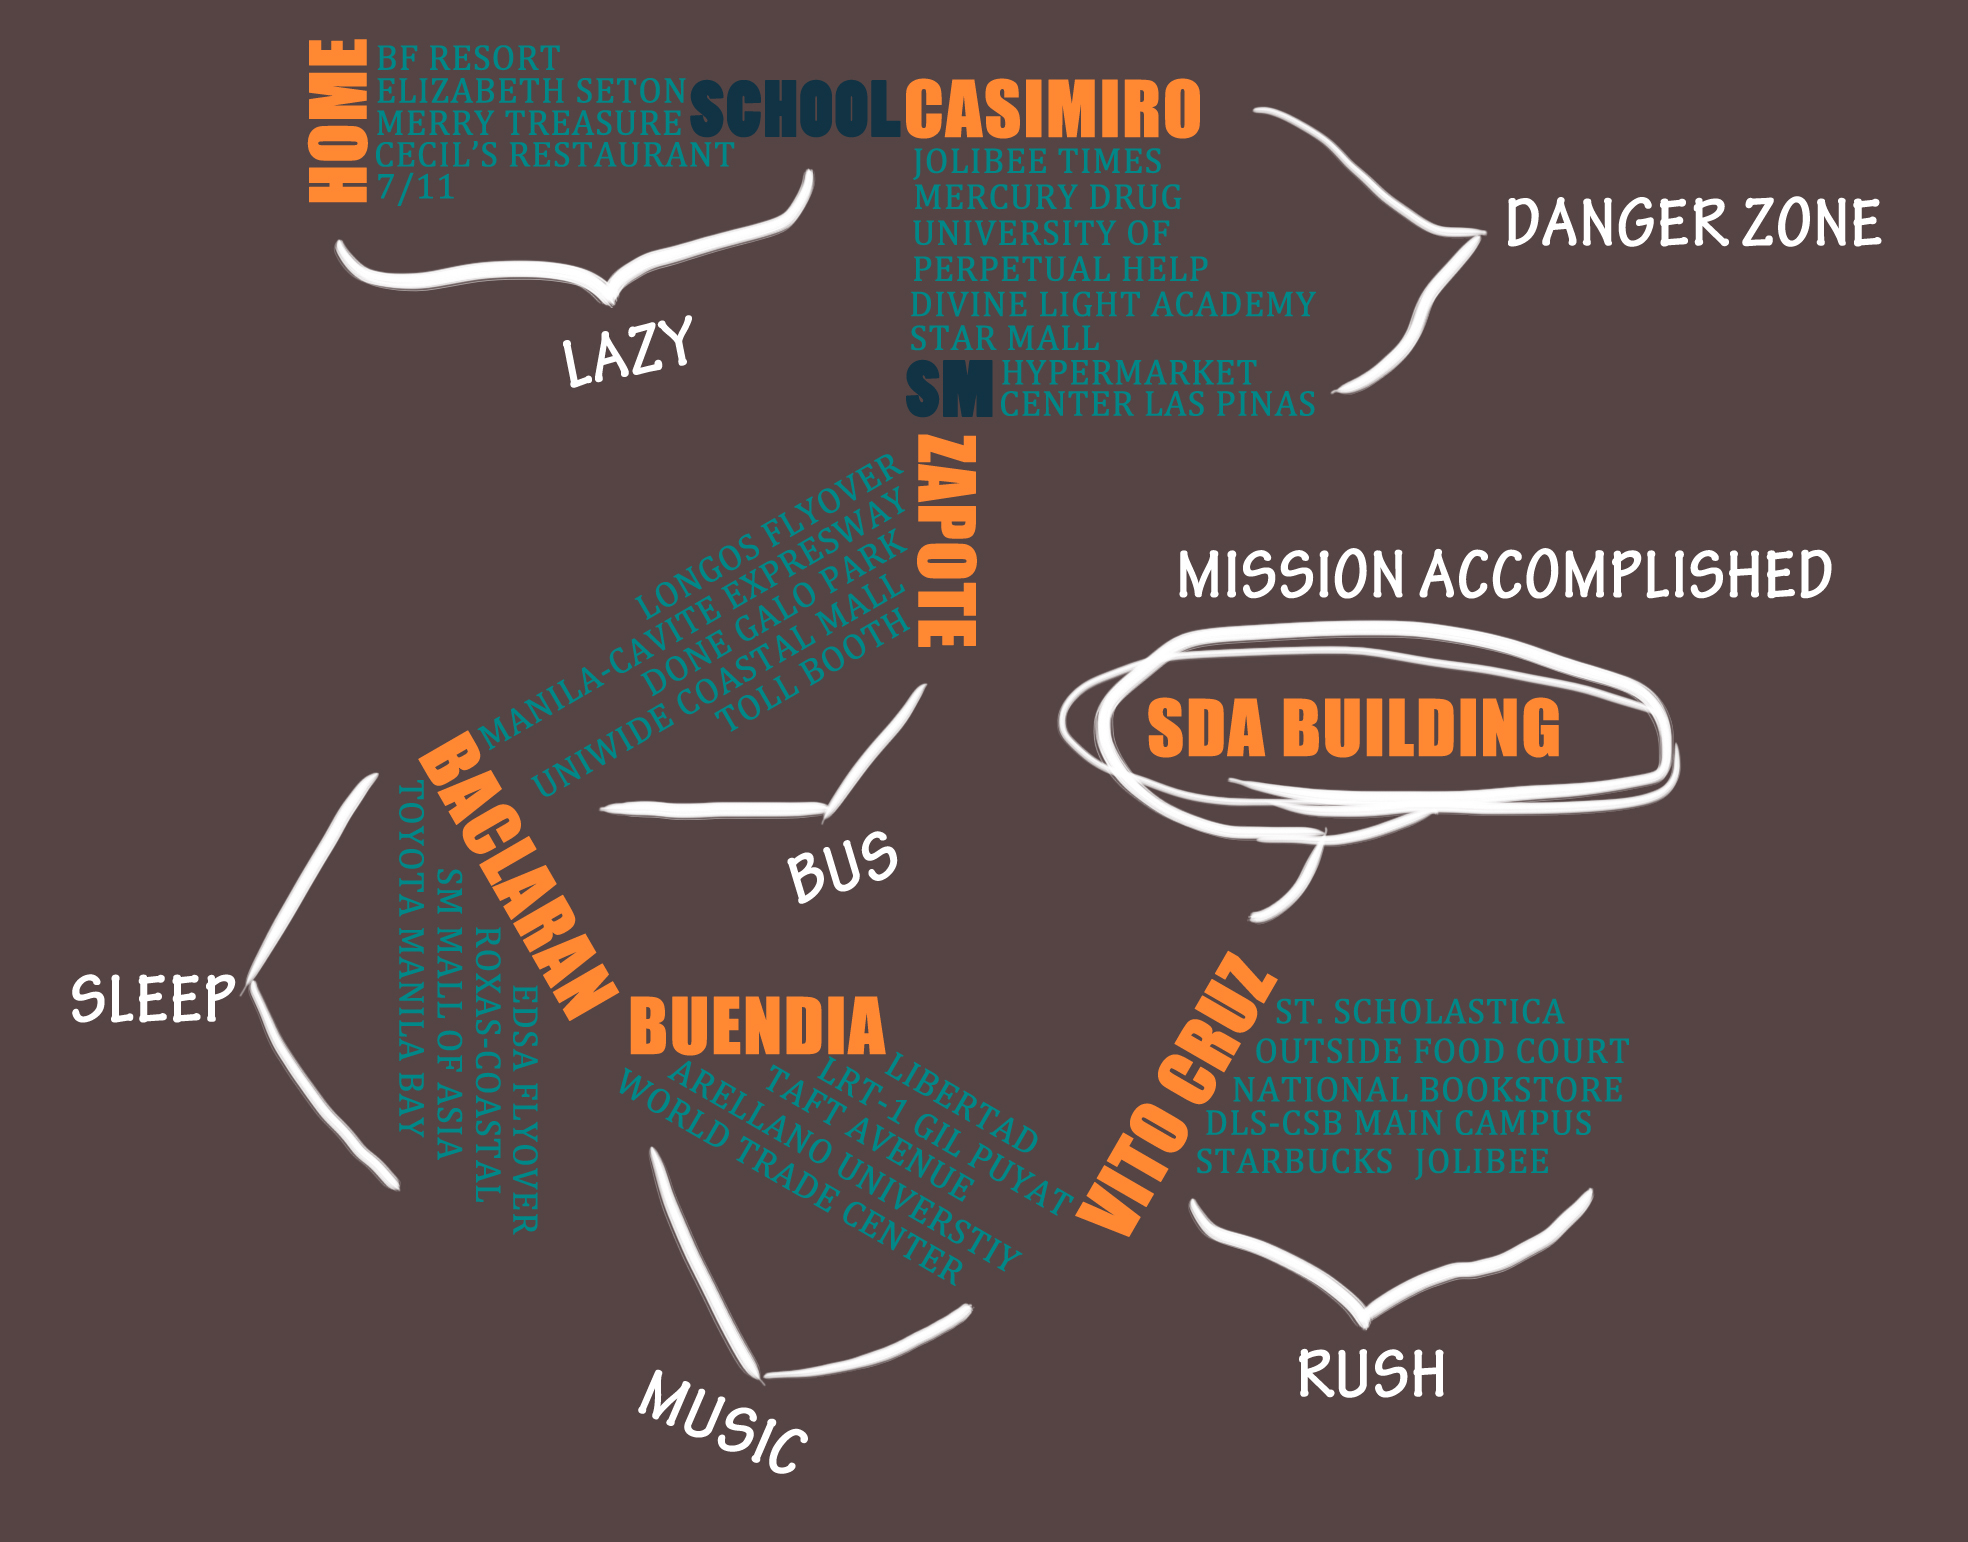 HOME
BF RESORT
ELIZABETH SETON
MERRY TREASURE
CECIL'S RESTAURANT
7/11
SCHOOL
CASIMIRO
LAZY
JOLIBEE TIMES
MERCURY DRUG
UNIVERSITY OF
PERPETUAL HELP
DIVINE LIGHT ACADEMY
STAR MALL
SM
HYPERMARKET
CENTER LAS PINAS
DANGER ZONE
ZAPOTE
LONGOS FLYOVER
MANILA-CAVITE EXPRESWAY
DONE GALO PARK
UNIWIDE COASTAL MALL
TOLL BOOTH
BUS
BACLARAN
TOYOTA MANILA BAY
SM MALL OF ASIA
ROXAS-COASTAL
EDSA FLYOVER
SLEEP
BUENDIA
LIBERTAD
LRT-1 GIL PUYAT
TAFT AVENUE
ARELLANO UNIVERSTIY
WORLD TRADE CENTER
MUSIC
VITO CRUZ
ST. SCHOLASTICA
OUTSIDE FOOD COURT
NATIONAL BOOKSTORE
DLS-CSB MAIN CAMPUS
STARBUCKS JOLIBEE
RUSH
MISSION ACCOMPLISHED
SDA BUILDING